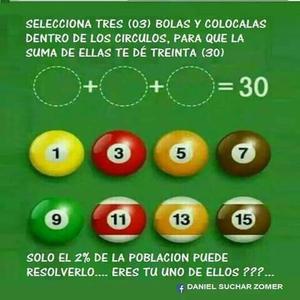 SELECCIONA TRES (03) BOLAS Y COLOCALAS
DENTRO DE LOS CIRCULOS, PARA QUE LA
SUMA DE ELLAS TE DÉ TREINTA (30)
+ + = 30
1 3 5 7
9 11 13 15
SOLO EL 2% DE LA POBLACION PUEDE
RESOLVERLO.... ERES TU UNO DE ELLOS ???...
f DANIEL SUCHAR ZOMER